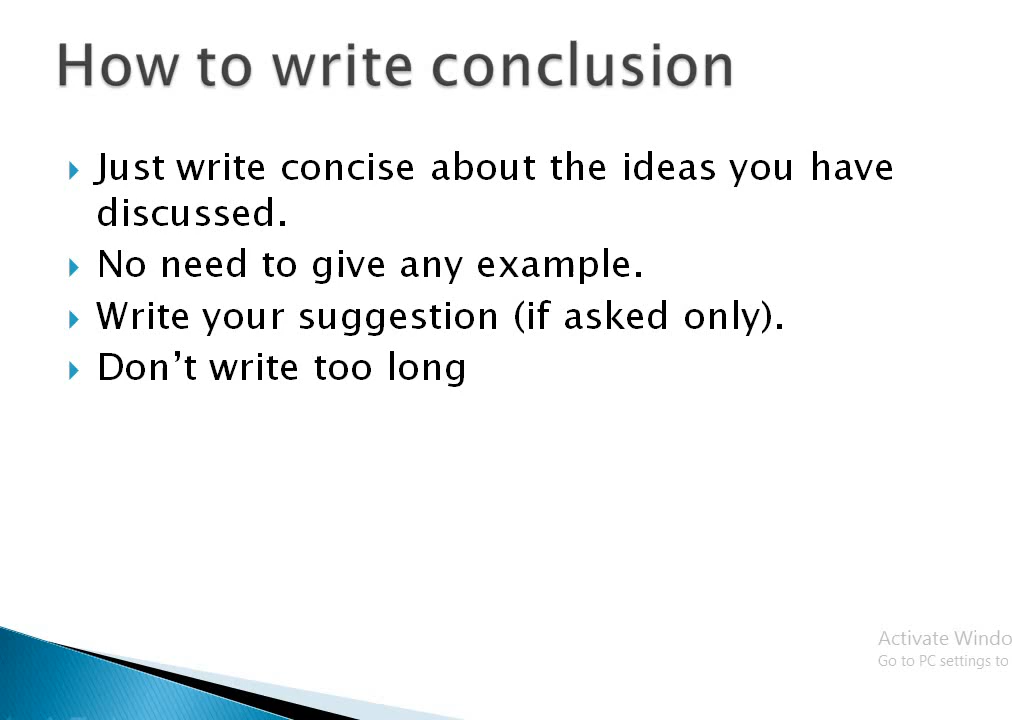 How to write conclusion
Just write concise about the ideas you have
discussed.
No need to give any example.
Write your suggestion (if asked only).
Don’t write too long
Activate Windo
Go to PC settings to